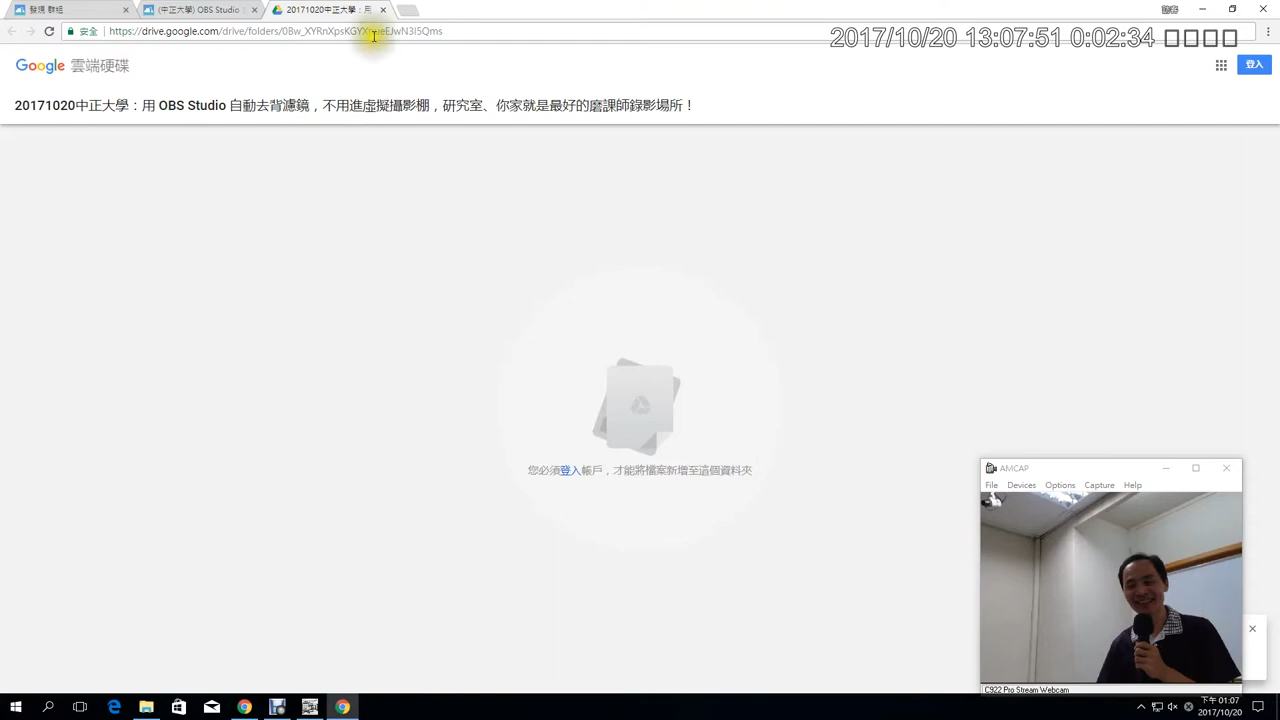 發現 群組
(中正大學) OBS Studio
20171020中正大學：用
安全
https://drive.google.com/drive/folders/
2017/10/20 13:07:51 0:02:34
Google 雲端硬碟
登入
20171020中正大學：用 OBS Studio 自動去背濾鏡，不用進虛擬攝影棚，研究室、你家就是最好的磨課師錄影場所！
您必須登入帳戶，才能將檔案新增至這個資料夾
AMCAP
File Devices Options Capture Help
C922 Pro Stream Webcam
下午 01:07
2017/10/20